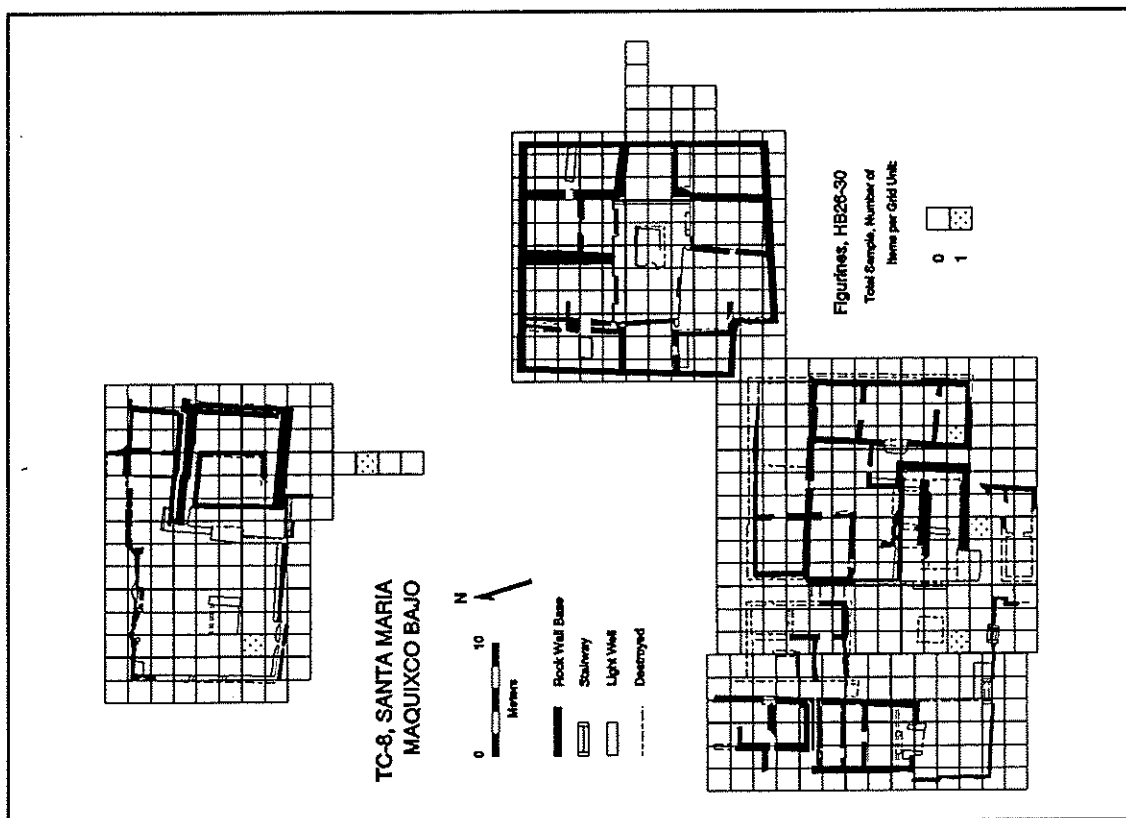 TC-8, SANTA MARIA
MAQUIXCO BAJO
N
0 10
Meters
Rock Wall Base
Stairway
Light Well
Destroyed
Figurines, HB26-30
Total Sample, Number of
Items per Grid Unit:
0
1